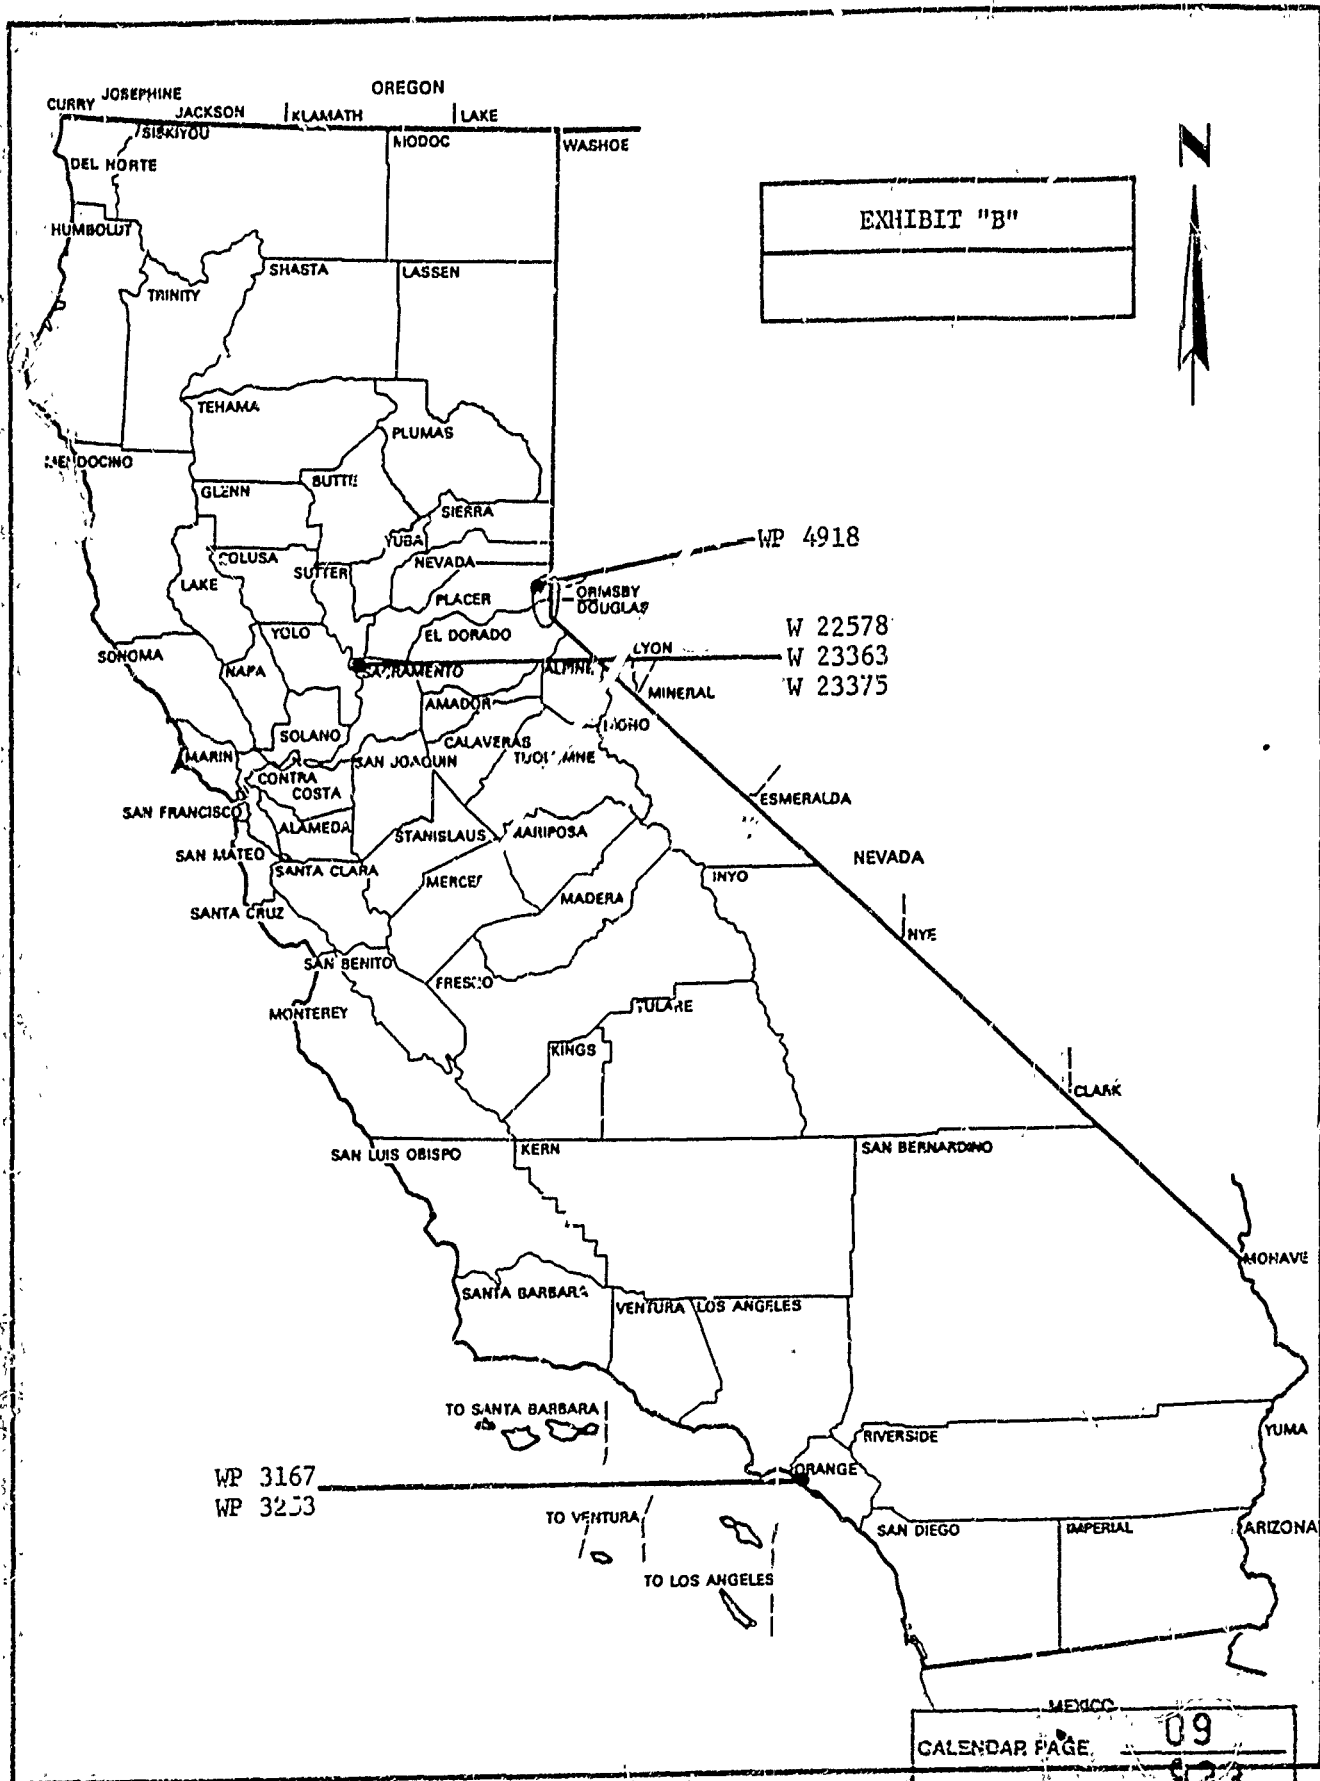 OREGON
CURRY
JOSEPHINE
JACKSON
KLAMATH
LAKE
SISKIYOU
MODOC
WASHOE
DEL NORTE
N
EXHIBIT "B"
HUMBOLDT
SHASTA
LASSEN
TRINITY
TEHAMA
PLUMAS
MENDOCINO
GLENN
BUTTE
SIERRA
YUBA
WP 4918
COLUSA
NEVADA
LAKE
SUTTER
PLACER
ORMSBY
DOUGLAS
YOLO
EL DORADO
W 22578
SONOMA
NAPA
SACRAMENTO
ALPINE
LYON
W 23363
MINERAL
W 23375
AMADOR
SOLANO
CALAVERAS
MONO
MARIN
SAN JOAQUIN
CONTRA
COSTA
SAN FRANCISCO
ESMERALDA
ALAMEDA
STANISLAUS
MARIPOSA
SAN MATEO
NEVADA
SANTA CLARA
MERCED
INYO
SANTA CRUZ
MADERA
NYE
SAN BENITO
FRESNO
MONTEREY
TULARE
KINGS
CLARK
SAN LUIS OBISPO
KERN
SAN BERNARDINO
MOHAVE
SANTA BARBARA
VENTURA
LOS ANGELES
TO SANTA BARBARA
RIVERSIDE
YUMA
ORANGE
WP 3167
TO VENTURA
SAN DIEGO
IMPERIAL
ARIZONA
TO LOS ANGELES
MEXICO
CALENDAR PAGE 09